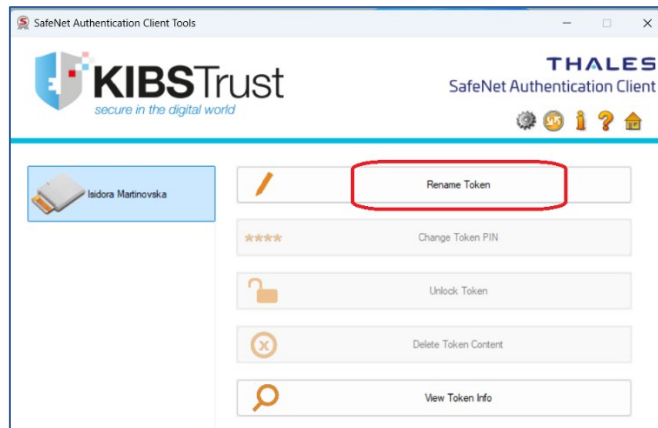 SafeNet Authentication Client Tools
KIBSTrust
secure in the digital world
THALES
SafeNet Authentication Client
Isidora Martinovska
Rename Token
**** Change Token PIN
Unlock Token
Delete Token Content
View Token Info